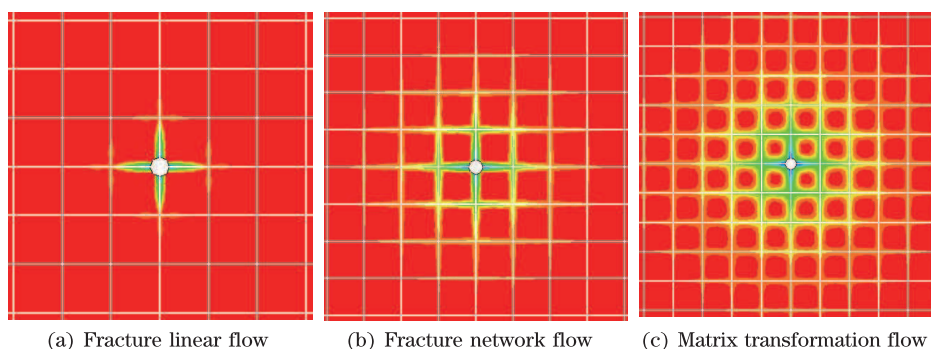 (a) Fracture linear flow
(b) Fracture network flow
(c) Matrix transformation flow